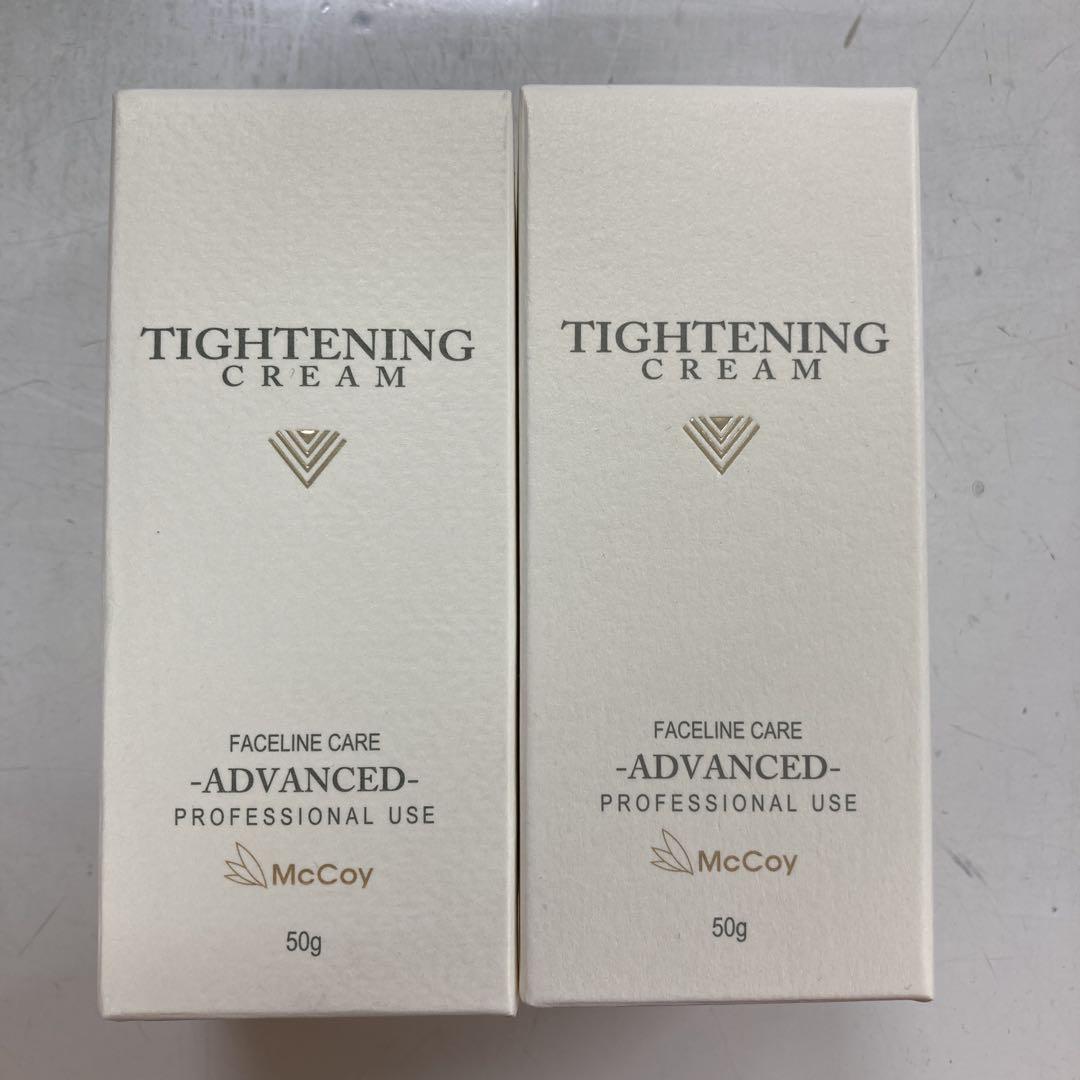 TIGHTENING
CREAM
FACELINE CARE
-ADVANCED-
PROFESSIONAL USE
McCoy
50g
TIGHTENING
CREAM
FACELINE CARE
-ADVANCED-
PROFESSIONAL USE
McCoy
50g